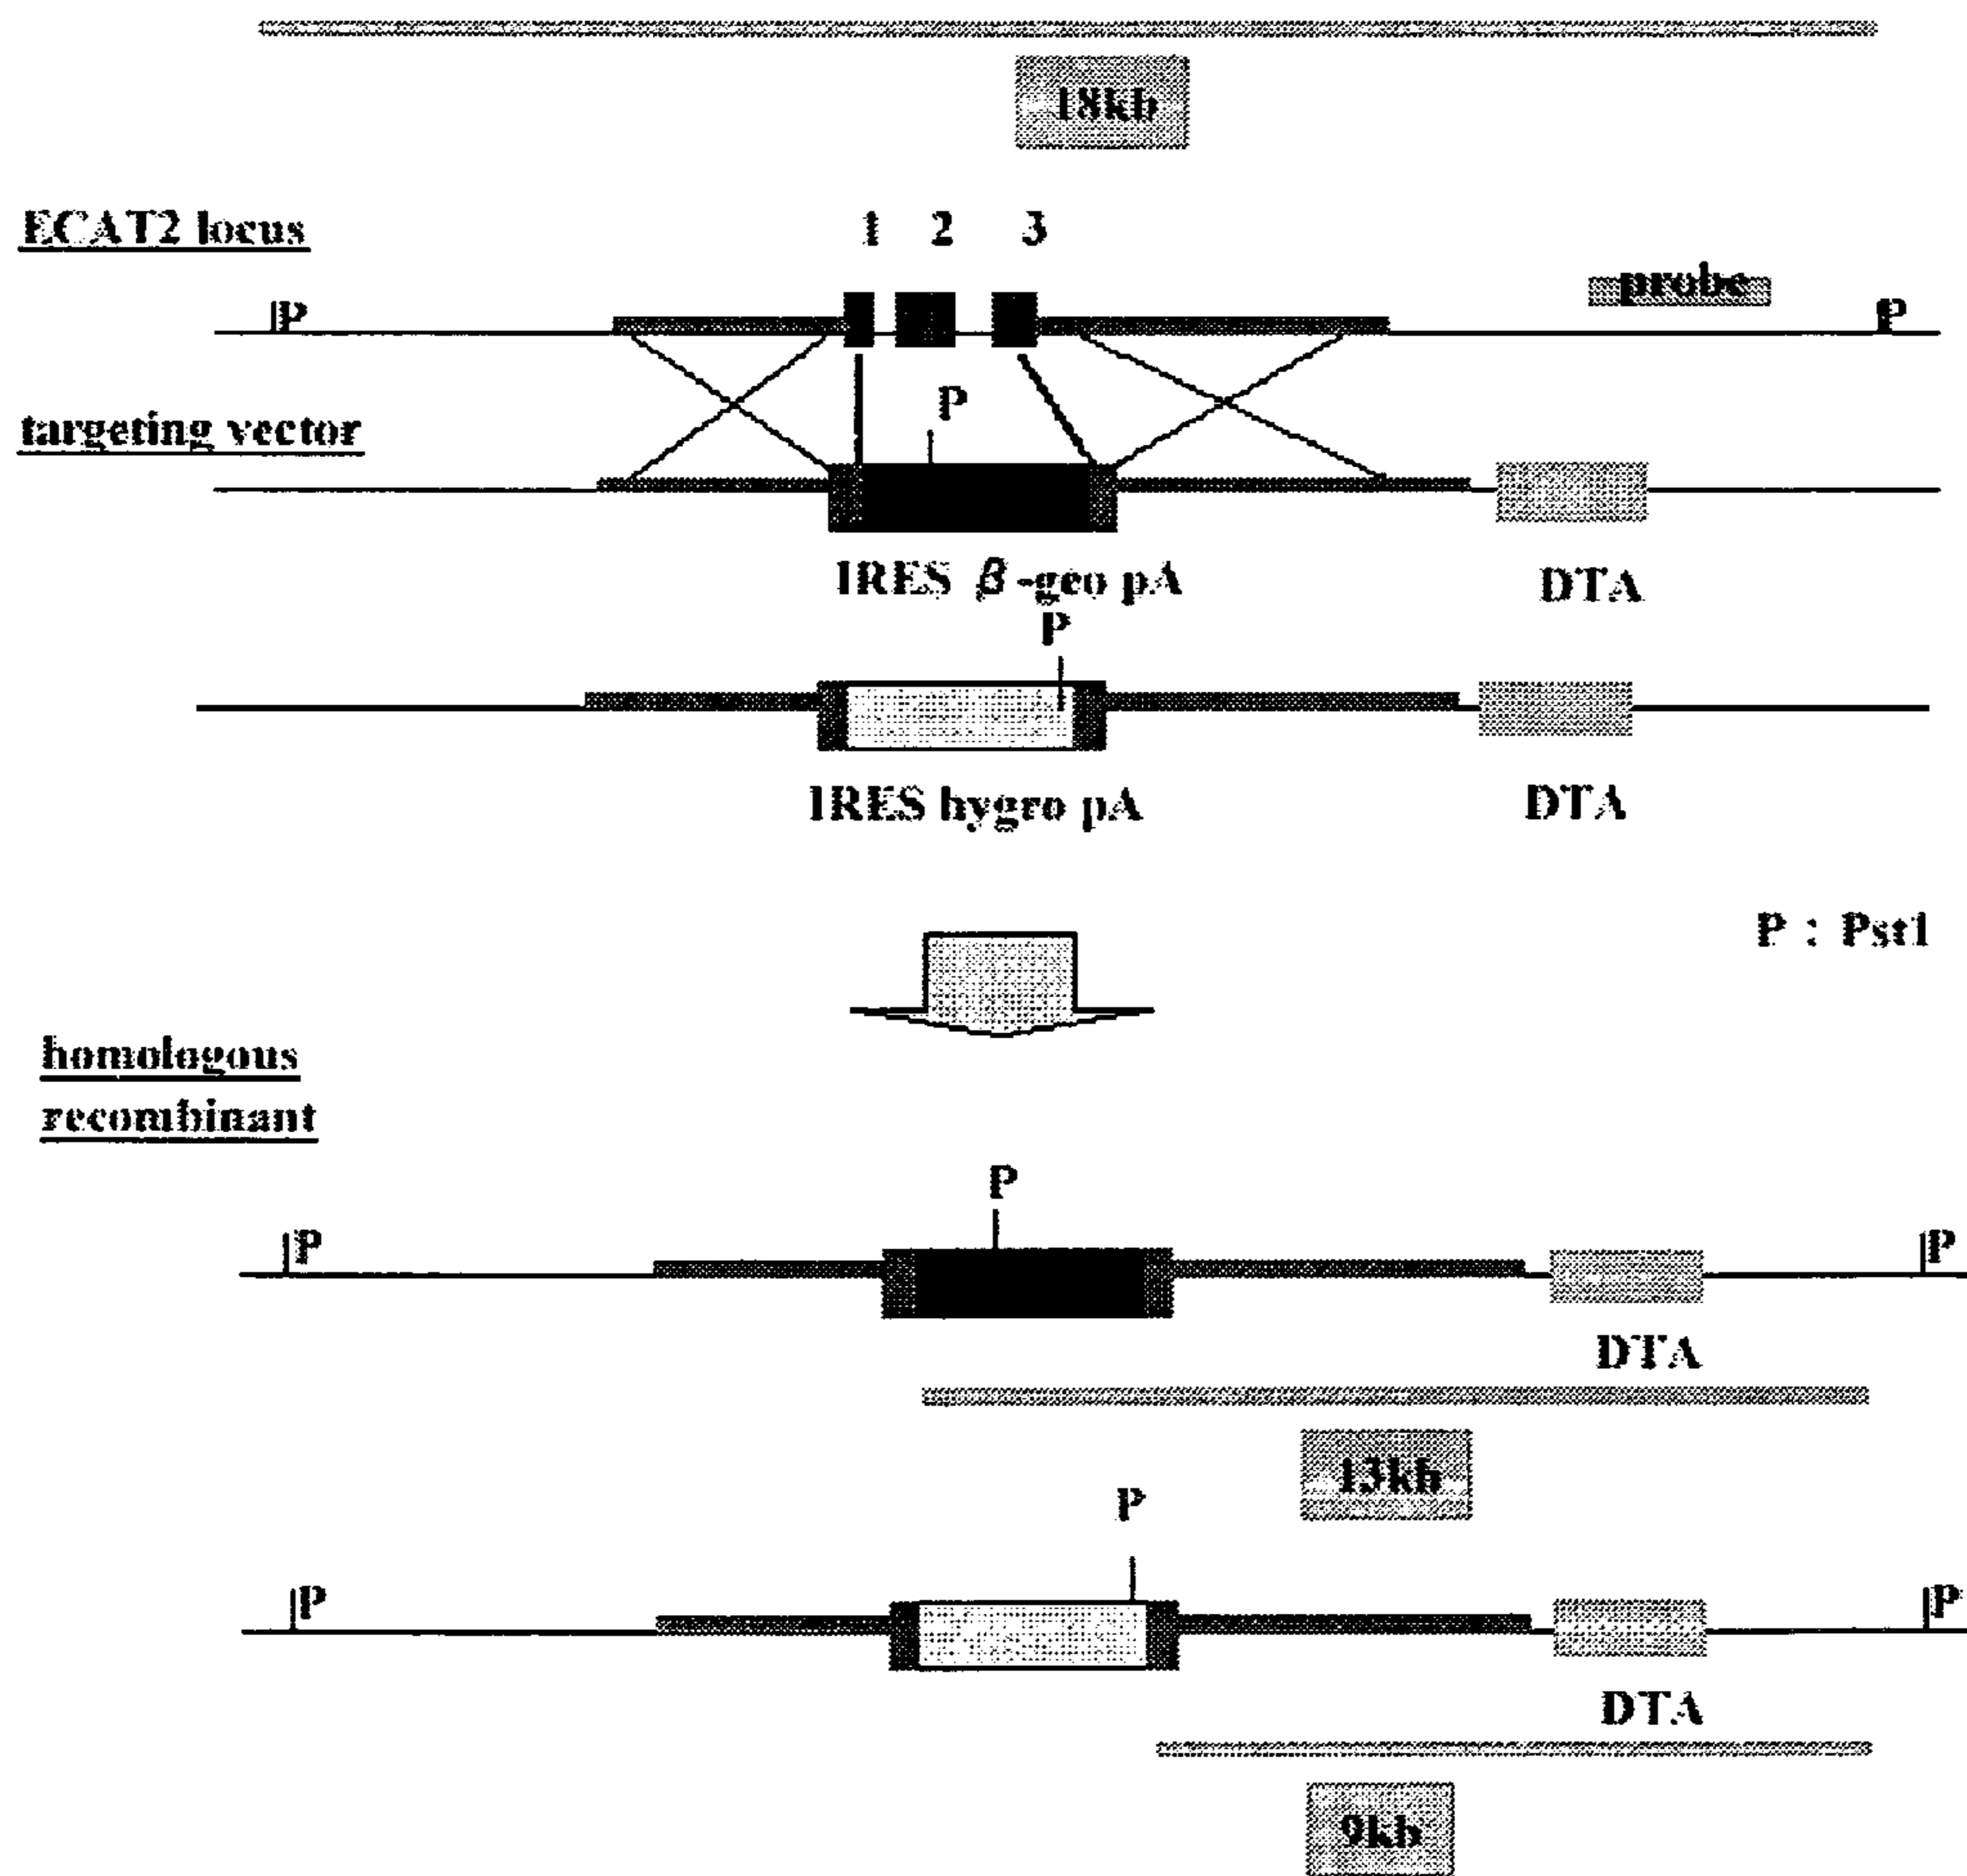 18kb
ECAT2 locus
1 2 3
probe
P
P
targeting vector
P
IRES β-geo pA
DTA
P
IRES hygro pA
DTA
P : Pst1
homologous
recombinant
P
P
P
DTA
13kb
P
P
P
DTA
9kb